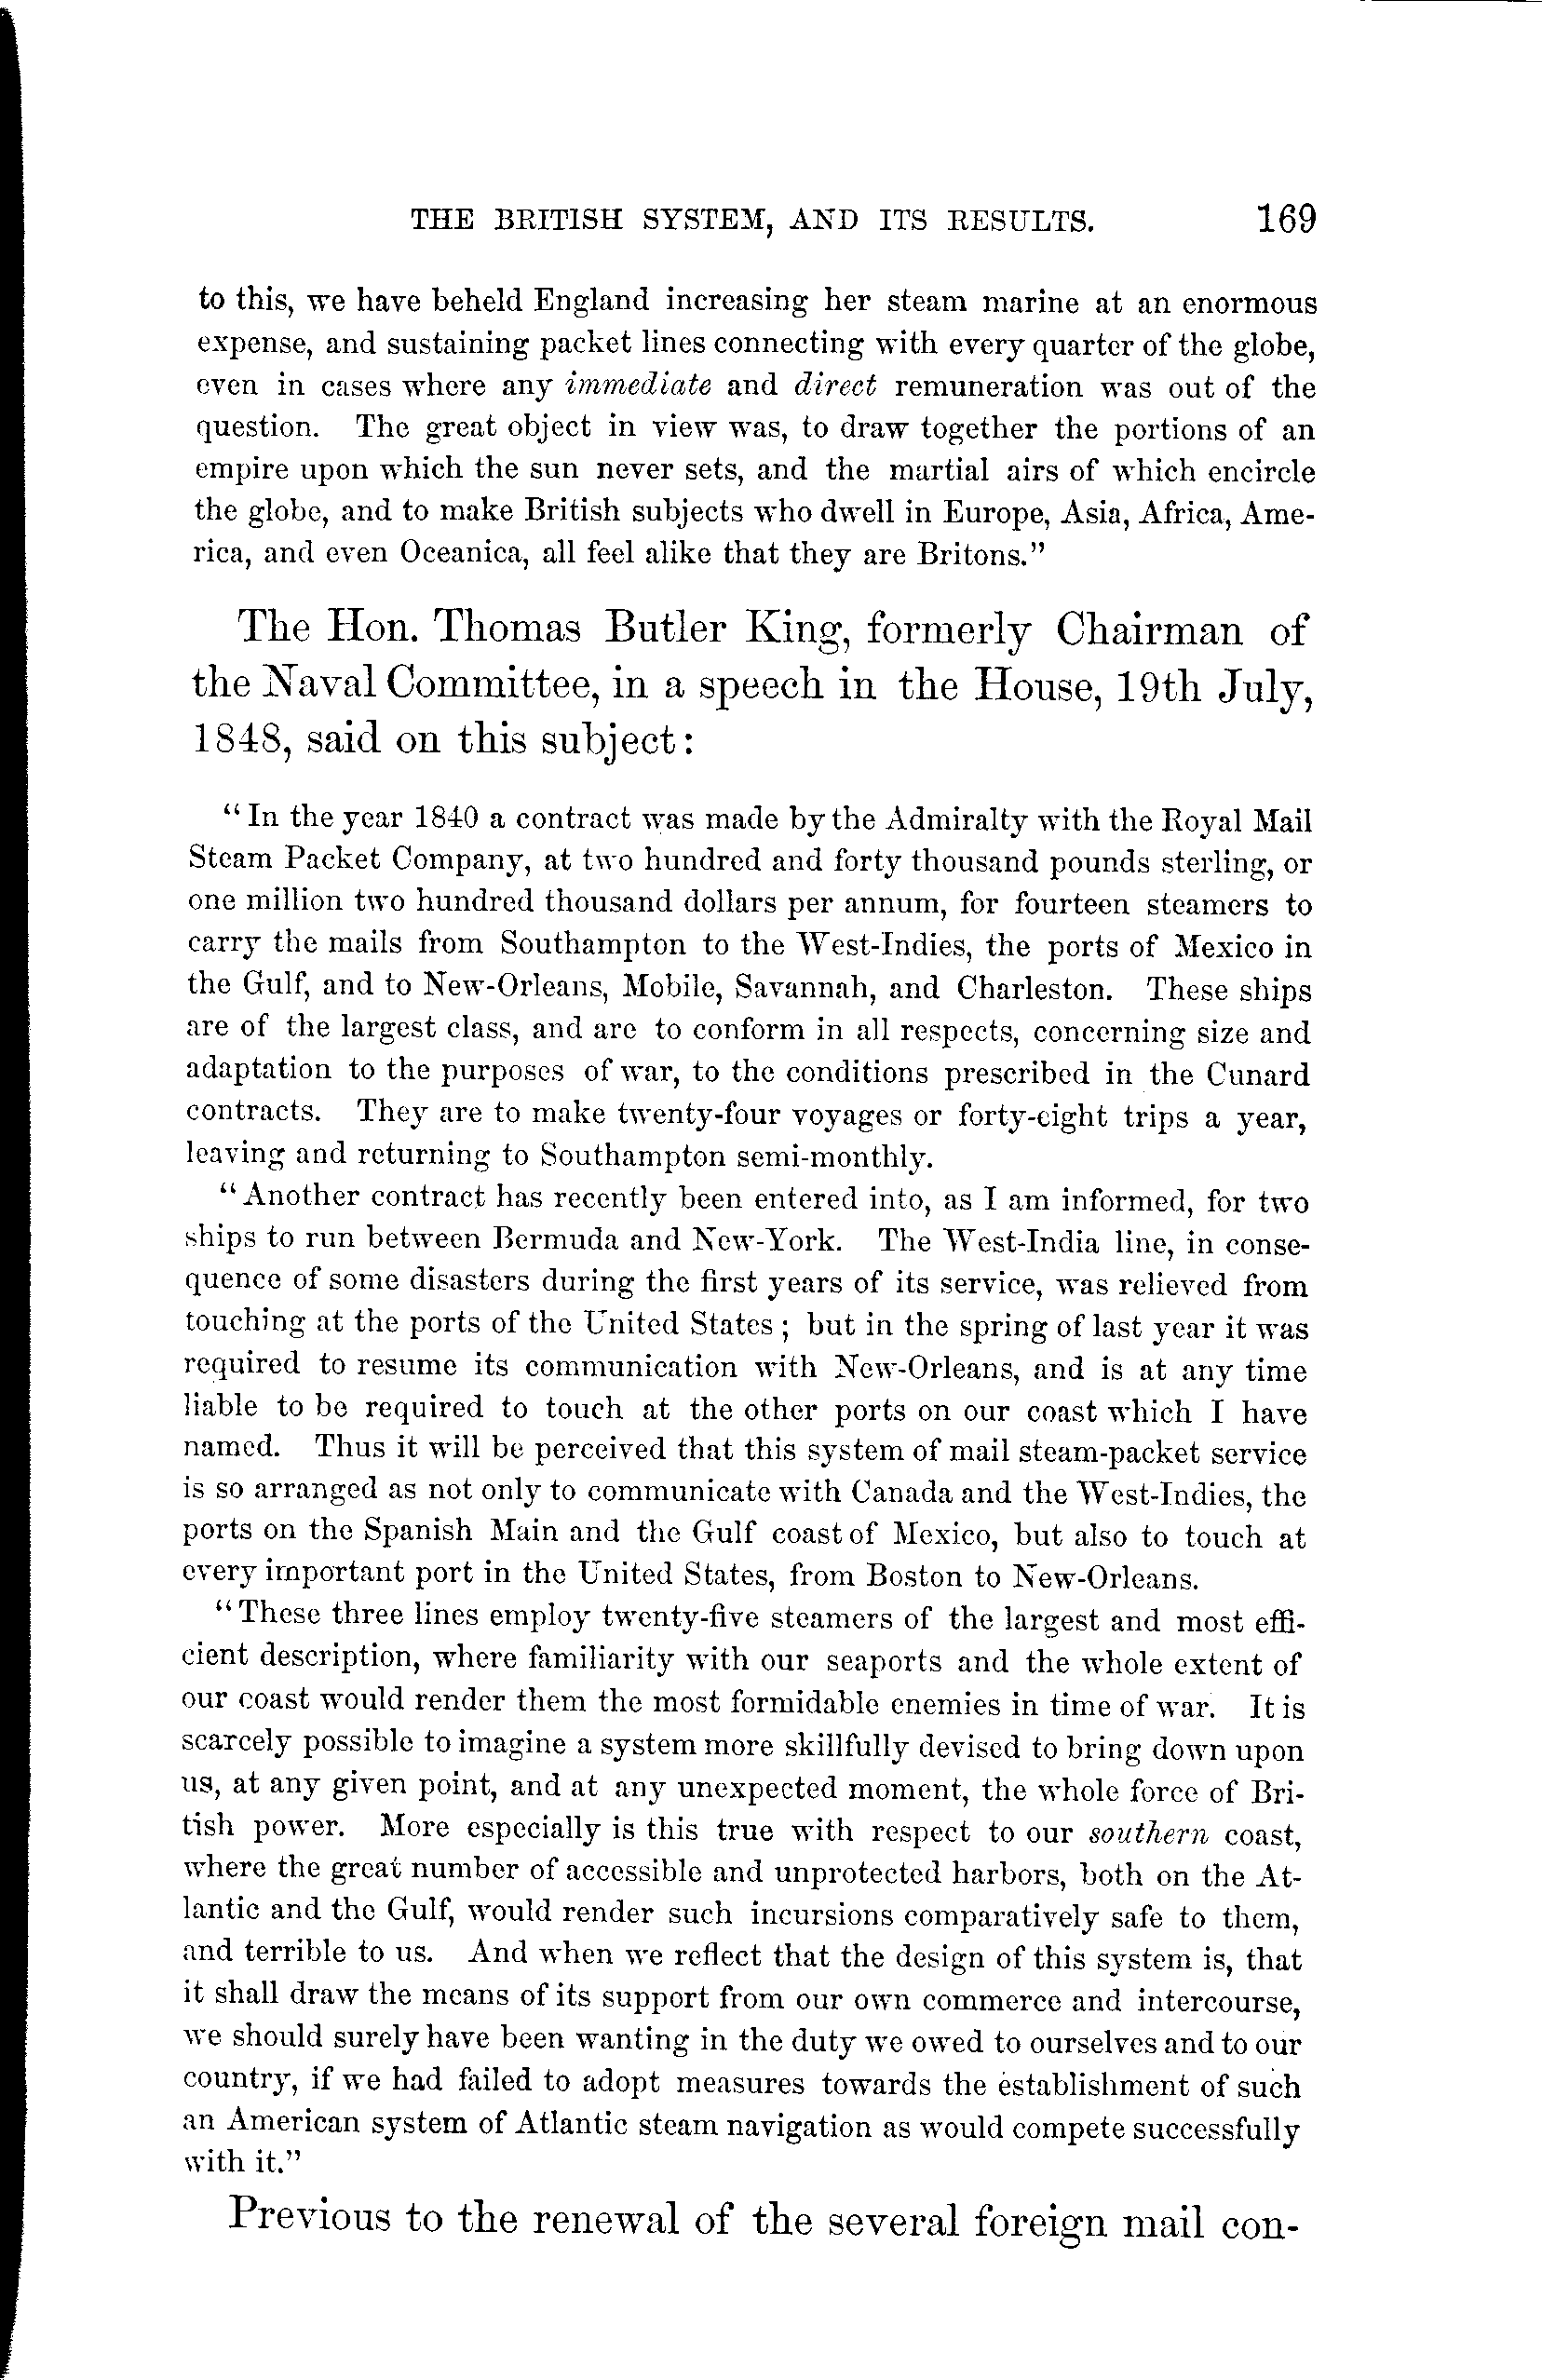 THE BRITISH SYSTEM, AND ITS RESULTS. 169
to this, we have beheld England increasing her steam marine at an enormous
expense, and sustaining packet lines connecting with every quarter of the globe,
even in cases where any immediate and direct remuneration was out of the
question. The great object in view was, to draw together the portions of an
empire upon which the sun never sets, and the martial airs of which encircle
the globe, and to make British subjects who dwell in Europe, Asia, Africa, Ame-
rica, and even Oceanica, all feel alike that they are Britons."
The Hon. Thomas Butler King, formerly Chairman of
the Naval Committee, in a speech in the House, 19th July,
1848, said on this subject:
"In the year 1840 a contract was made by the Admiralty with the Royal Mail
Steam Packet Company, at two hundred and forty thousand pounds sterling, or
one million two hundred thousand dollars per annum, for fourteen steamers to
carry the mails from Southampton to the West-Indies, the ports of Mexico in
the Gulf, and to New-Orleans, Mobile, Savannah, and Charleston. These ships
are of the largest class, and are to conform in all respects, concerning size and
adaptation to the purposes of war, to the conditions prescribed in the Cunard
contracts. They are to make twenty-four voyages or forty-eight trips a year,
leaving and returning to Southampton semi-monthly.
"Another contract has recently been entered into, as I am informed, for two
ships to run between Bermuda and New-York. The West-India line, in conse-
quence of some disasters during the first years of its service, was relieved from
touching at the ports of the United States; but in the spring of last year it was
required to resume its communication with New-Orleans, and is at any time
liable to be required to touch at the other ports on our coast which I have
named. Thus it will be perceived that this system of mail steam-packet service
is so arranged as not only to communicate with Canada and the West-Indies, the
ports on the Spanish Main and the Gulf coast of Mexico, but also to touch at
every important port in the United States, from Boston to New-Orleans.
"These three lines employ twenty-five steamers of the largest and most effi-
cient description, where familiarity with our seaports and the whole extent of
our coast would render them the most formidable enemies in time of war. It is
scarcely possible to imagine a system more skillfully devised to bring down upon
us, at any given point, and at any unexpected moment, the whole force of Bri-
tish power. More especially is this true with respect to our southern coast,
where the great number of accessible and unprotected harbors, both on the At-
lantic and the Gulf, would render such incursions comparatively safe to them,
and terrible to us. And when we reflect that the design of this system is, that
it shall draw the means of its support from our own commerce and intercourse,
we should surely have been wanting in the duty we owed to ourselves and to our
country, if we had failed to adopt measures towards the establishment of such
an American system of Atlantic steam navigation as would compete successfully
with it."
Previous to the renewal of the several foreign mail con-